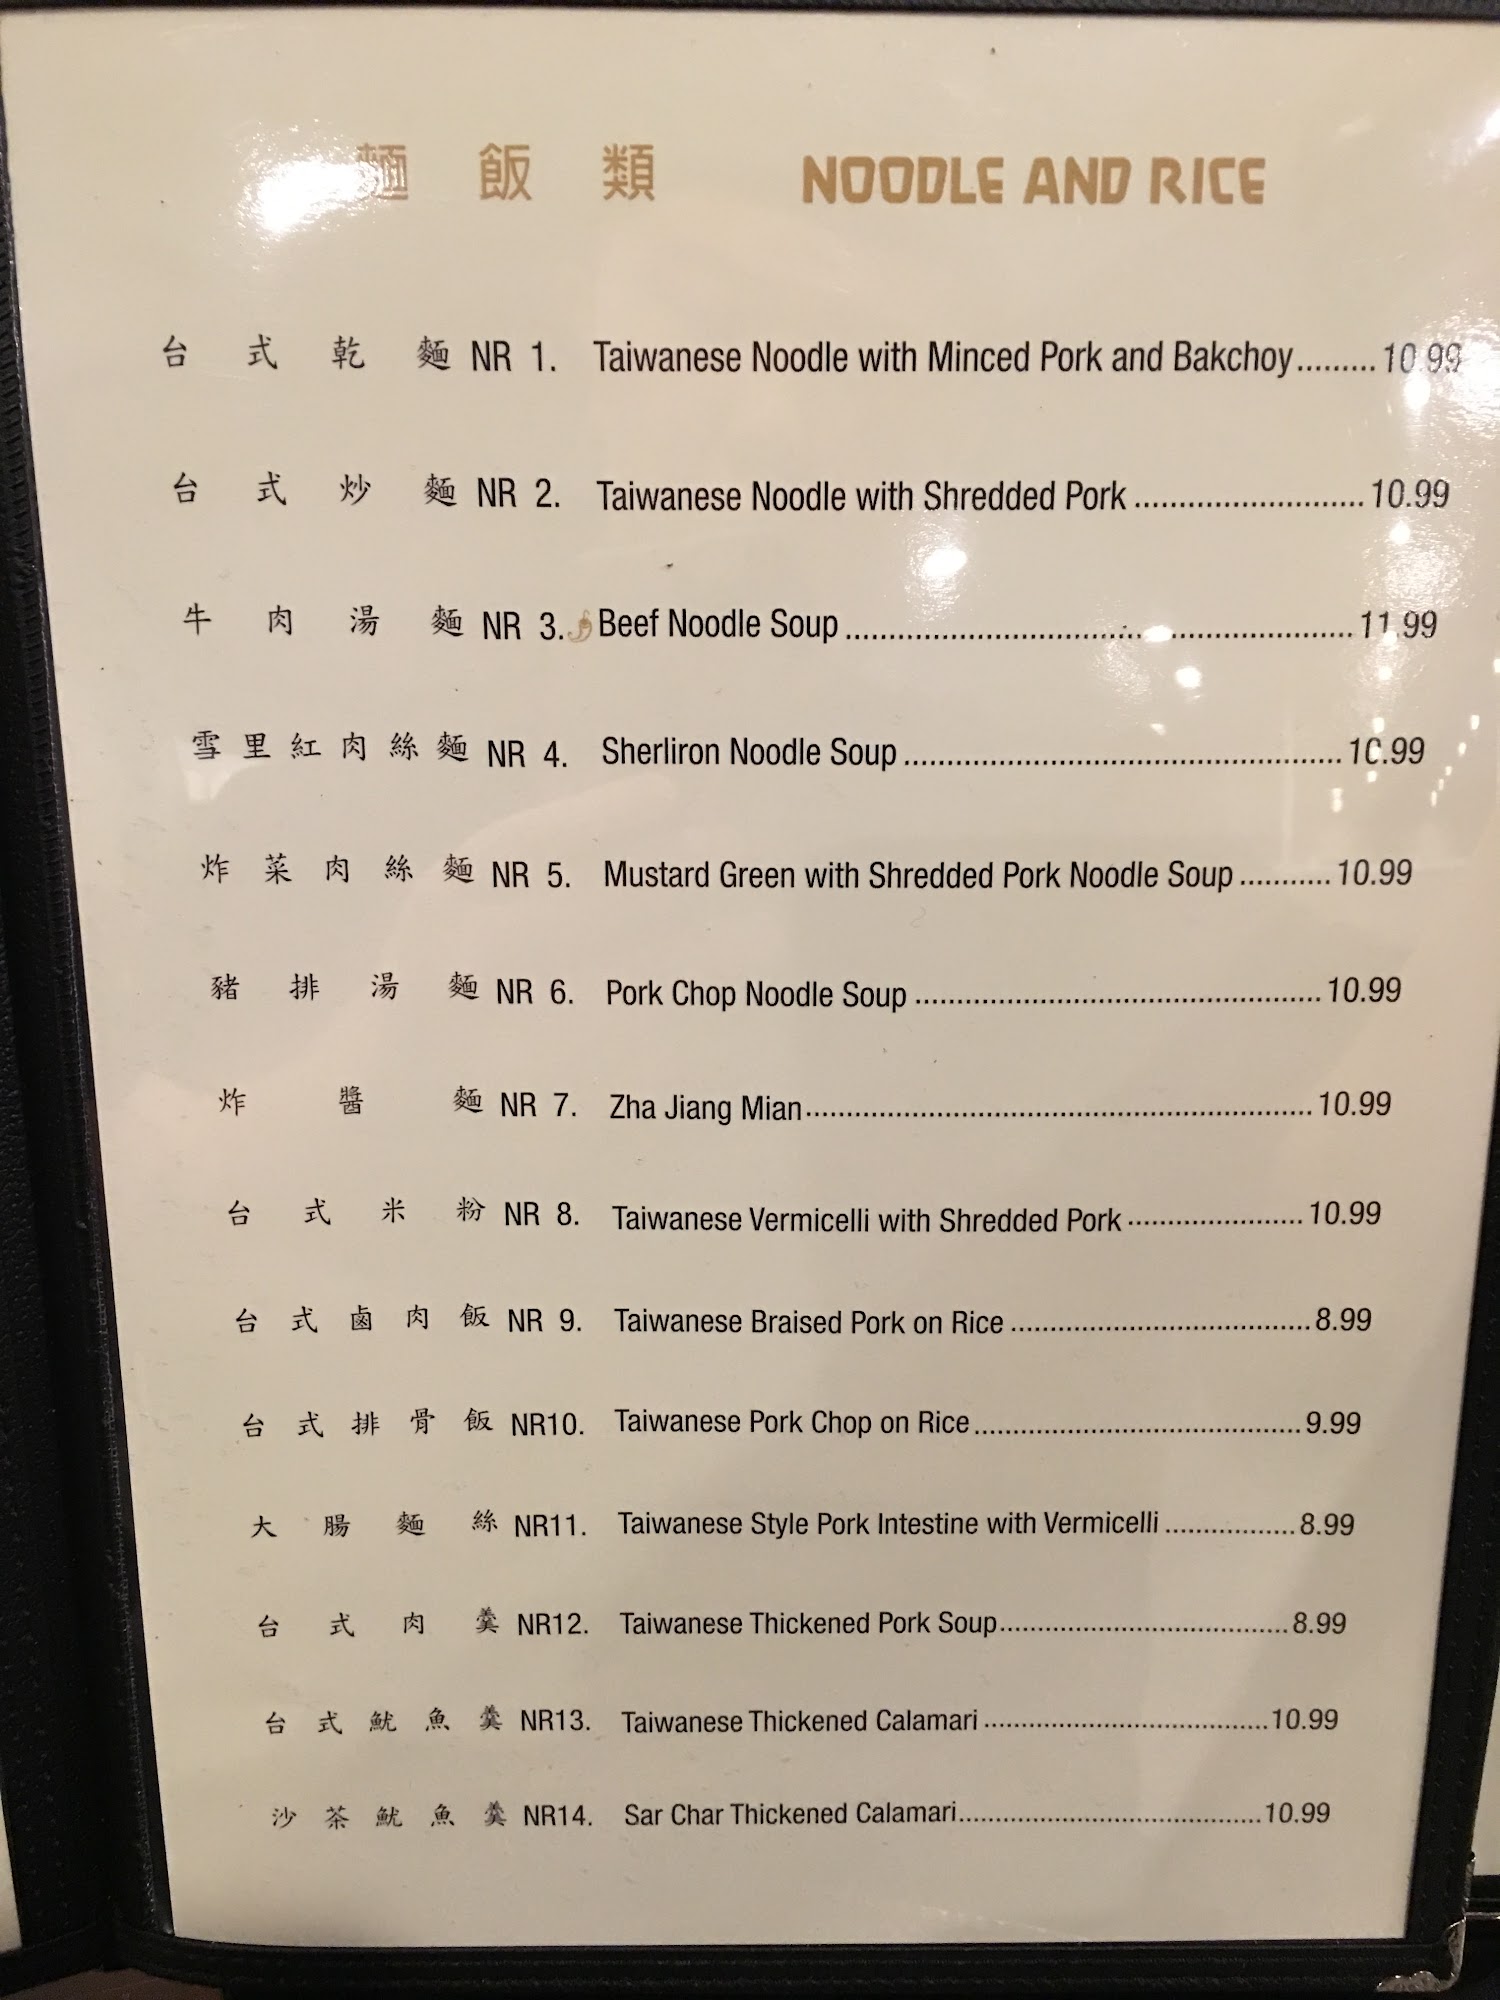 麵 飯 類 NOODLE AND RICE
台式乾麵 NR 1. Taiwanese Noodle with Minced Pork and Bakchoy.........10.99
台式炒麵 NR 2. Taiwanese Noodle with Shredded Pork..........................10.99
牛肉湯麵 NR 3. Beef Noodle Soup..........................................................11.99
雪里紅肉絲麵 NR 4. Sherliron Noodle Soup..................................................10.99
炸菜肉絲麵 NR 5. Mustard Green with Shredded Pork Noodle Soup...........10.99
豬排湯麵 NR 6. Pork Chop Noodle Soup.................................................10.99
炸醬麵 NR 7. Zha Jiang Mian..............................................................10.99
台式米粉 NR 8. Taiwanese Vermicelli with Shredded Pork......................10.99
台式鹵肉飯 NR 9. Taiwanese Braised Pork on Rice.....................................8.99
台式排骨飯 NR10. Taiwanese Pork Chop on Rice.........................................9.99
大腸麵絲 NR11. Taiwanese Style Pork Intestine with Vermicelli.................8.99
台式肉羹 NR12. Taiwanese Thickened Pork Soup.......................................8.99
台式魷魚羹 NR13. Taiwanese Thickened Calamari.......................................10.99
沙茶魷魚羹 NR14. Sar Char Thickened Calamari..........................................10.99